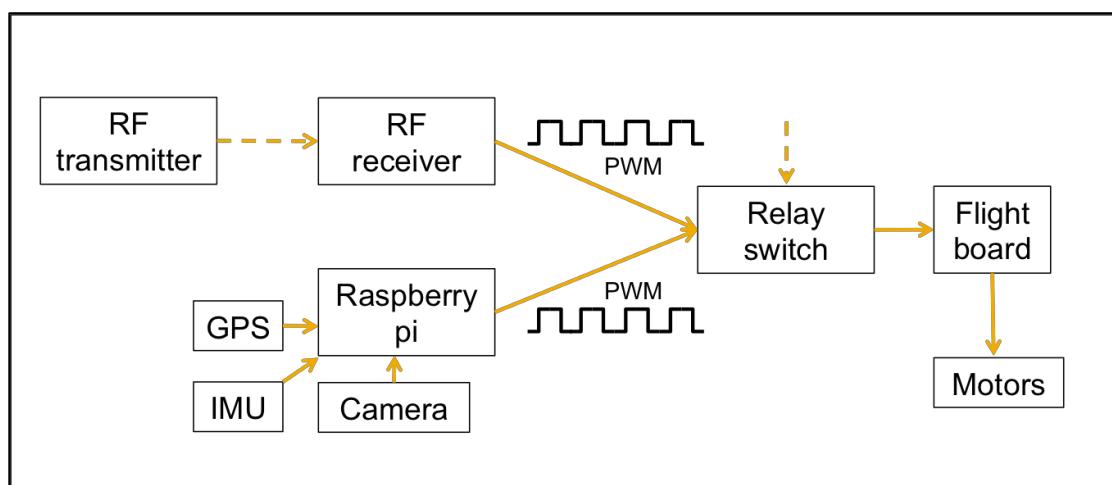 RF
transmitter
RF
receiver
PWM
Relay
switch
Flight
board
Raspberry
pi
PWM
GPS
IMU
Camera
Motors